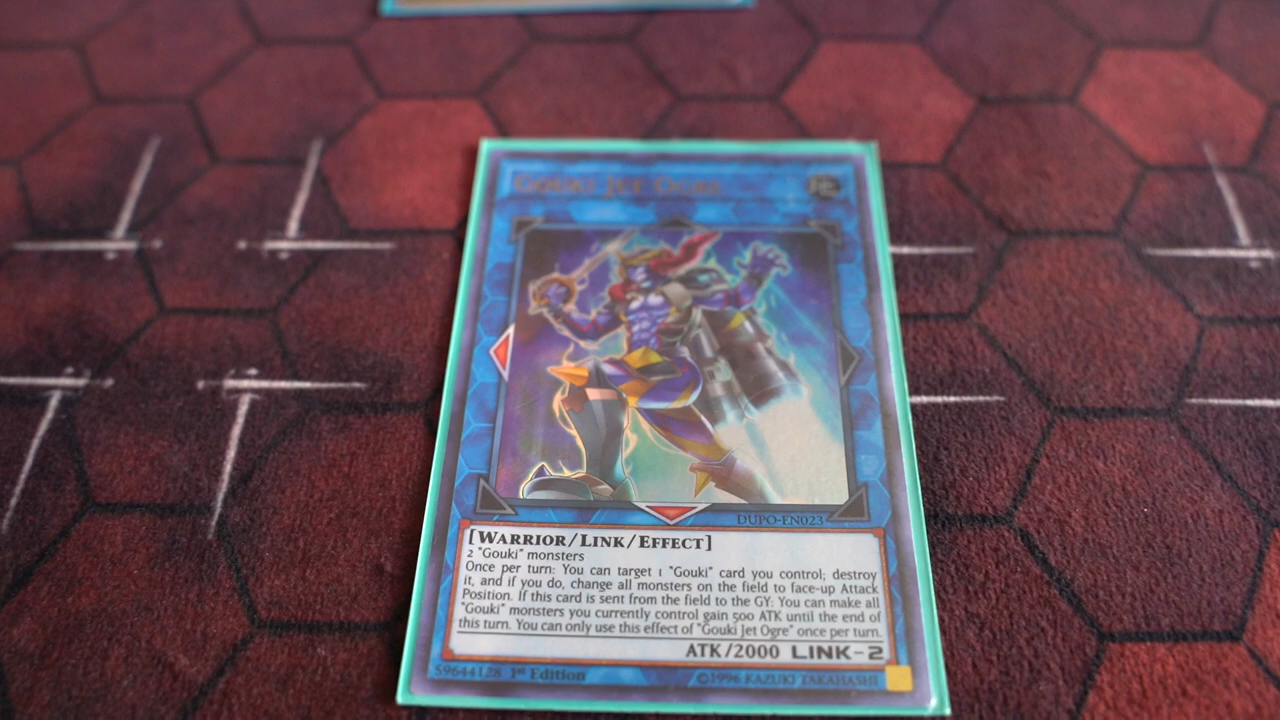 Gouki Jet Ogre
DUPO-EN023
[Warrior/Link/Effect]
2 "Gouki" monsters
Once per turn: You can target 1 "Gouki" card you control; destroy
it, and if you do, change all monsters on the field to face-up Attack
Position. If this card is sent from the field to the GY: You can make all
"Gouki" monsters you currently control gain 500 ATK until the end of
this turn. You can only use this effect of "Gouki Jet Ogre" once per turn.
ATK/2000 LINK-2
59644128 1st Edition ©1996 KAZUKI TAKAHASHI